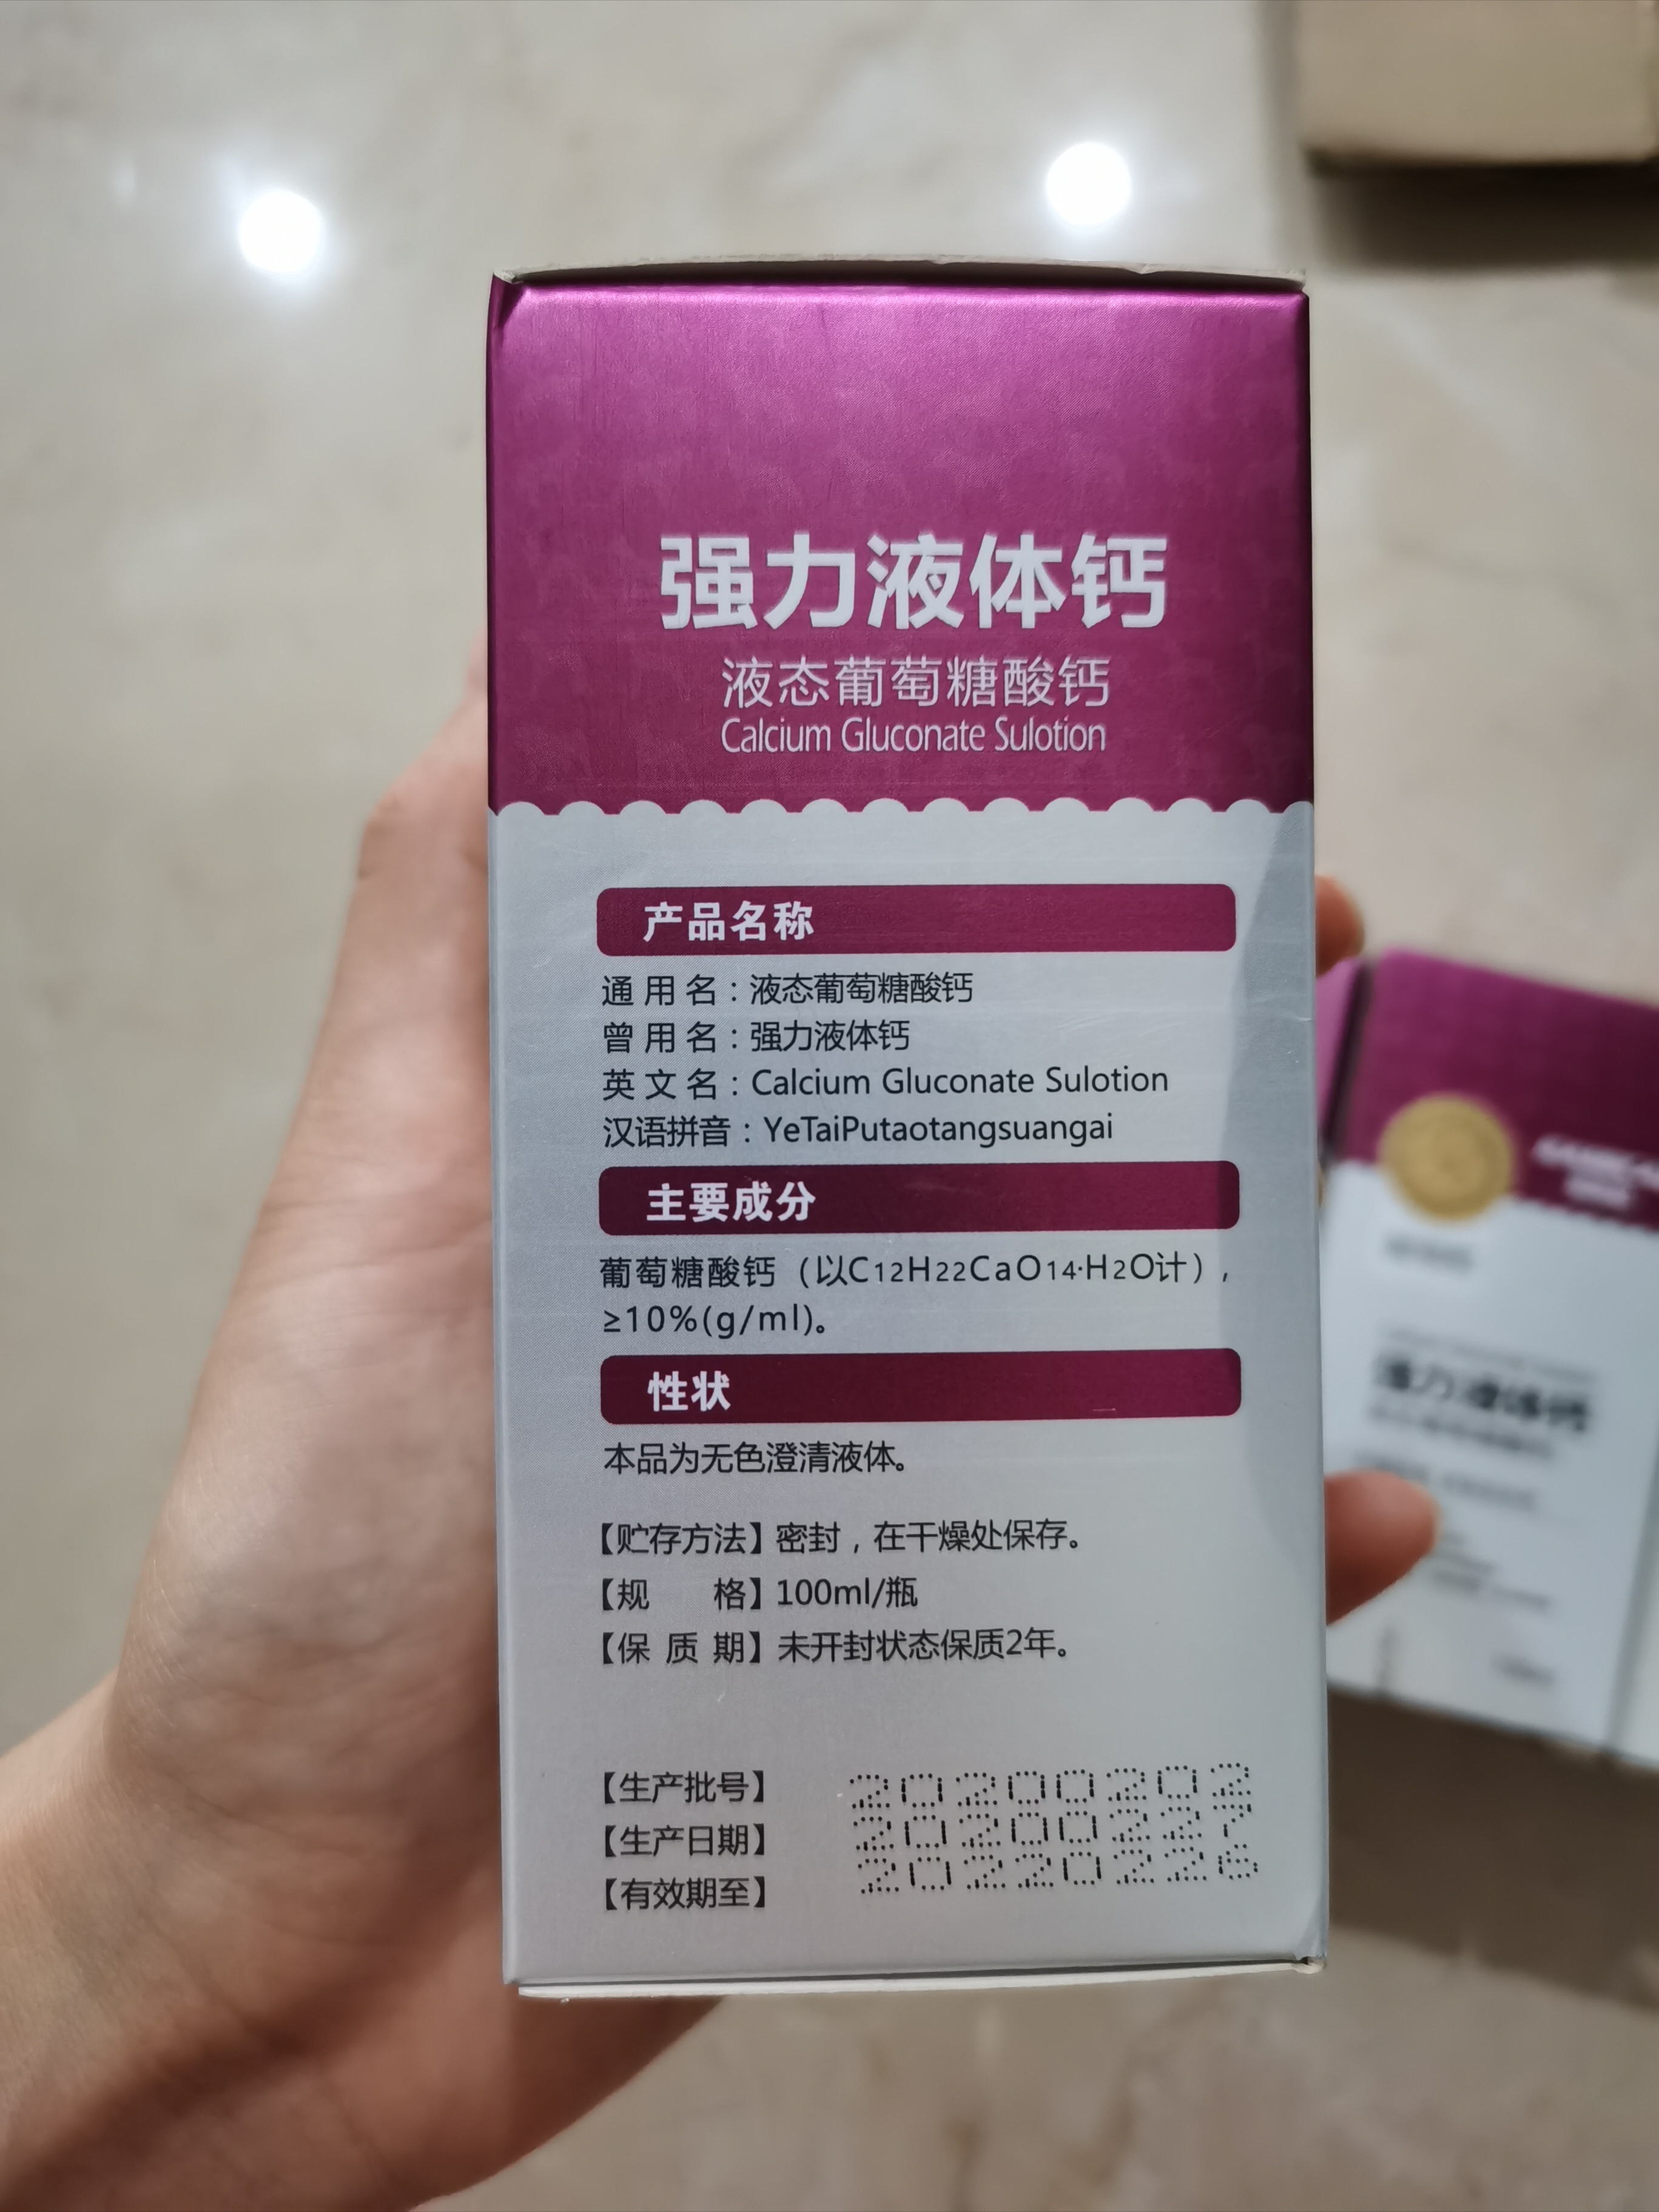 强力液体钙
液态葡萄糖酸钙
Calcium Gluconate Sulotion
产品名称
通用名：液态葡萄糖酸钙
曾用名：强力液体钙
英文名：Calcium Gluconate Sulotion
汉语拼音：YeTaiPutaotangsuangai
主要成分
葡萄糖酸钙（以C12H22CaO14·H2O计），
≥10%(g/ml)。
性状
本品为无色澄清液体。
【贮存方法】密封，在干燥处保存。
【规 格】100ml/瓶
【保质期】未开封状态保质2年。
【生产批号】 20200202
【生产日期】 20200227
【有效期至】 20220226
强力液体钙